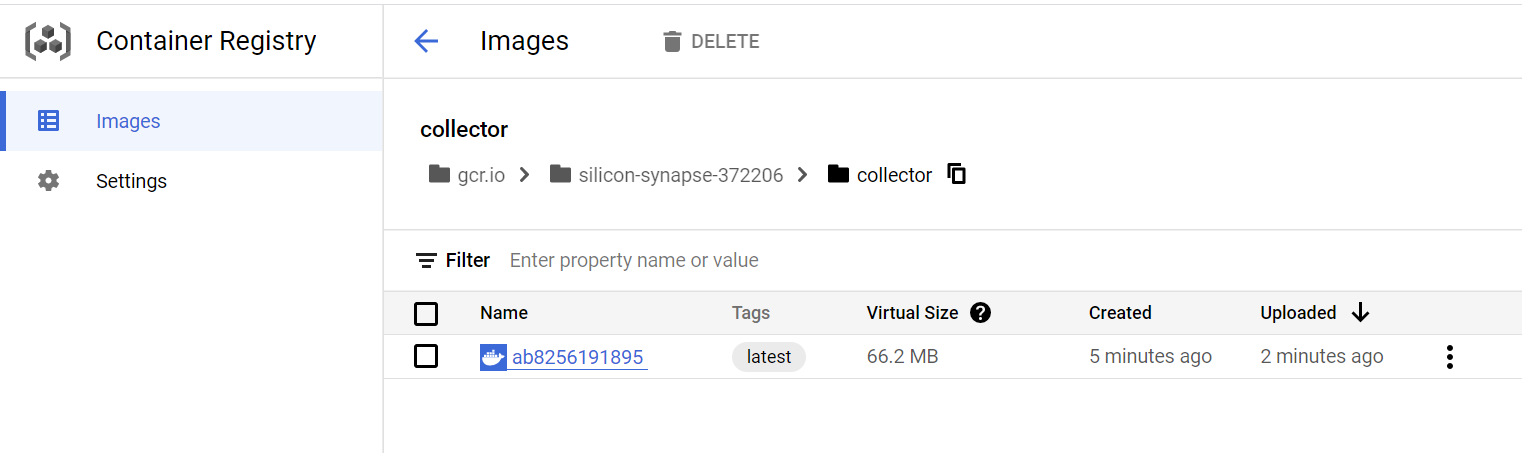 Container Registry
Images
DELETE
Images
Settings
collector
gcr.io silicon-synapse-372206 collector
Filter Enter property name or value
Name Tags Virtual Size ? Created Uploaded
ab8256191895 latest 66.2 MB 5 minutes ago 2 minutes ago